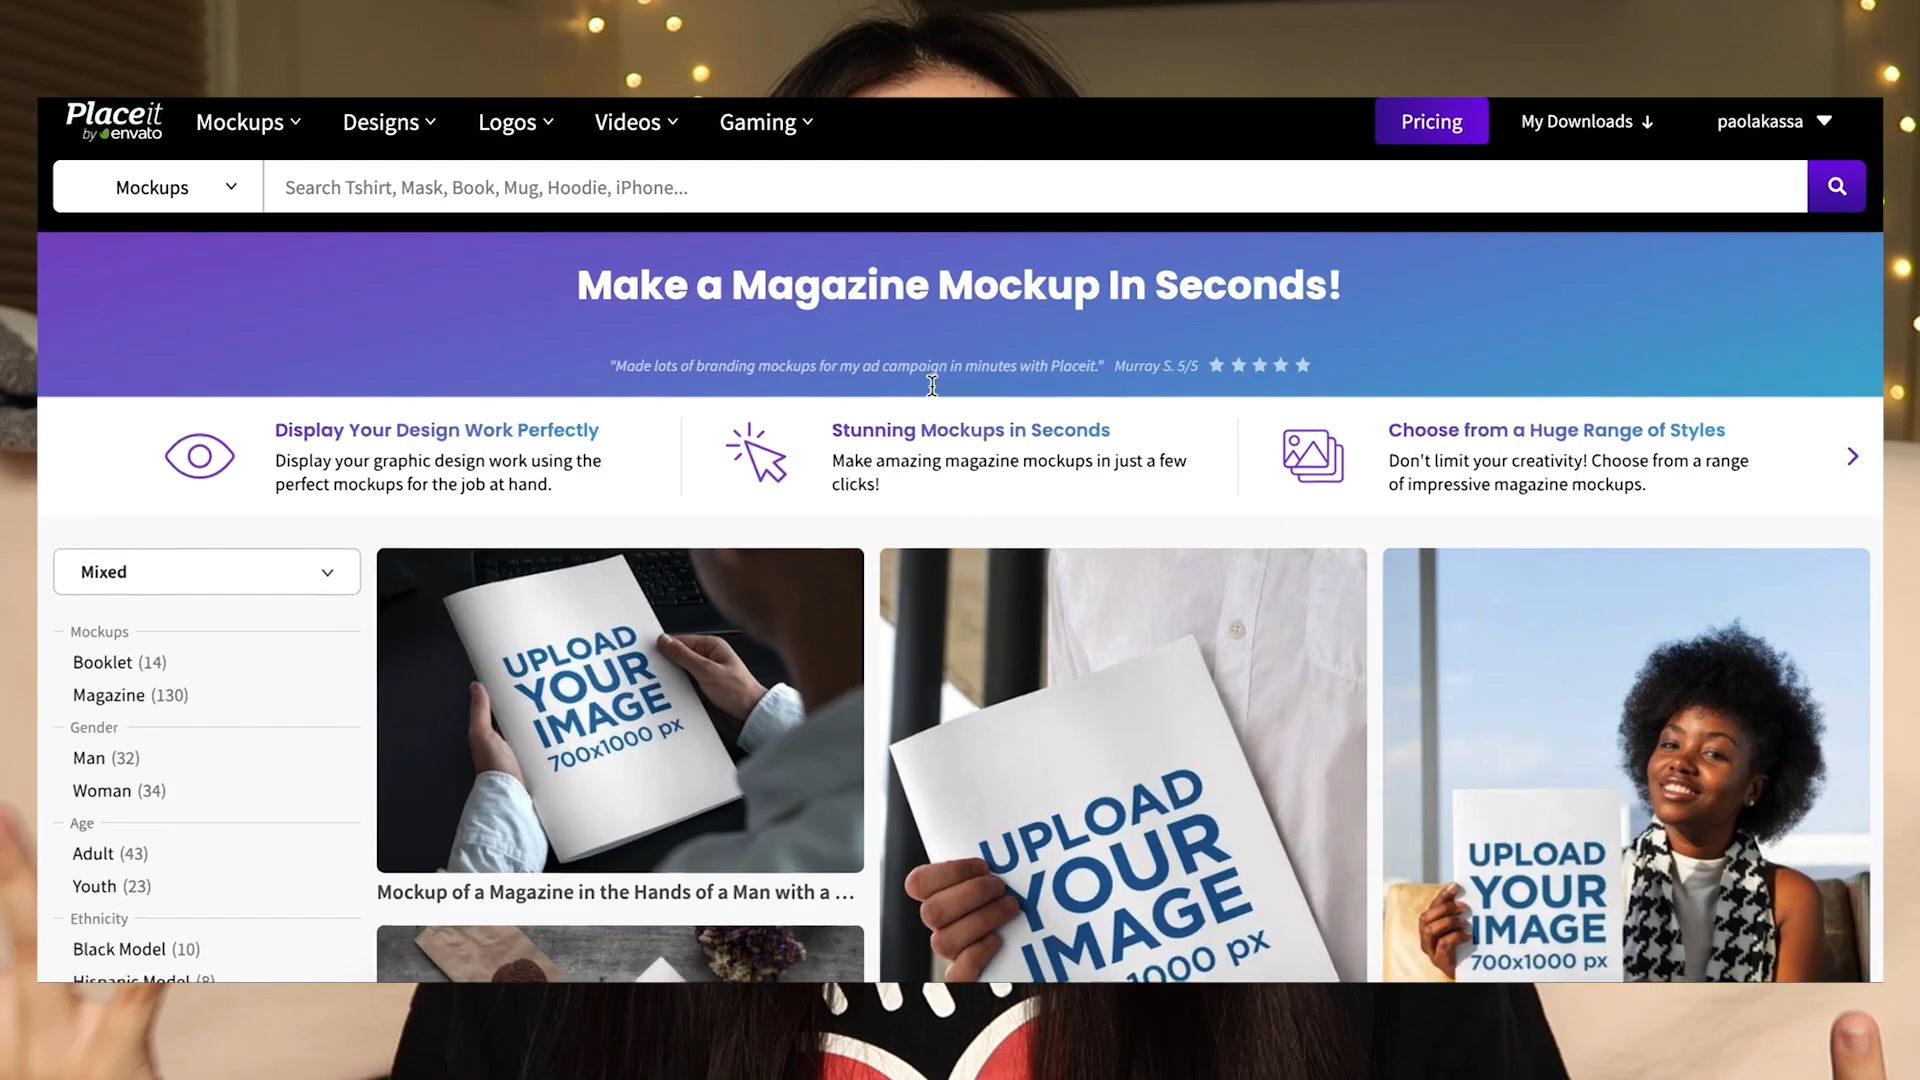 Placeit
by envato
Mockups
Designs
Logos
Videos
Gaming
Pricing
My Downloads
paolakassa
Mockups
Search Tshirt, Mask, Book, Mug, Hoodie, iPhone...
Make a Magazine Mockup In Seconds!
"Made lots of branding mockups for my ad campaign in minutes with Placeit." Murray S. 5/5
Display Your Design Work Perfectly
Display your graphic design work using the
perfect mockups for the job at hand.
Stunning Mockups in Seconds
Make amazing magazine mockups in just a few
clicks!
Choose from a Huge Range of Styles
Don't limit your creativity! Choose from a range
of impressive magazine mockups.
Mixed
Mockups
Booklet (14)
Magazine (130)
Gender
Man (32)
Woman (34)
Age
Adult (43)
Youth (23)
Ethnicity
Black Model (10)
Hispanic Model (8)
UPLOAD
YOUR
IMAGE
700x1000 px
Mockup of a Magazine in the Hands of a Man with a ...
UPLOAD
YOUR
IMAGE
px
UPLOAD
YOUR
IMAGE
700x1000 px